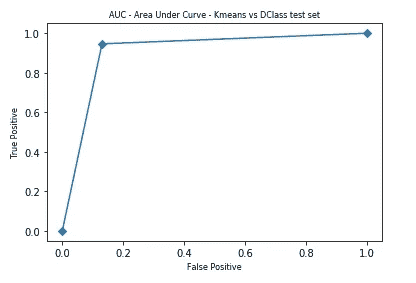 AUC - Area Under Curve - Kmeans vs DClass test set
1.0
0.8
0.6
0.4
0.2
0.0
True Positive
0.0 0.2 0.4 0.6 0.8 1.0
False Positive